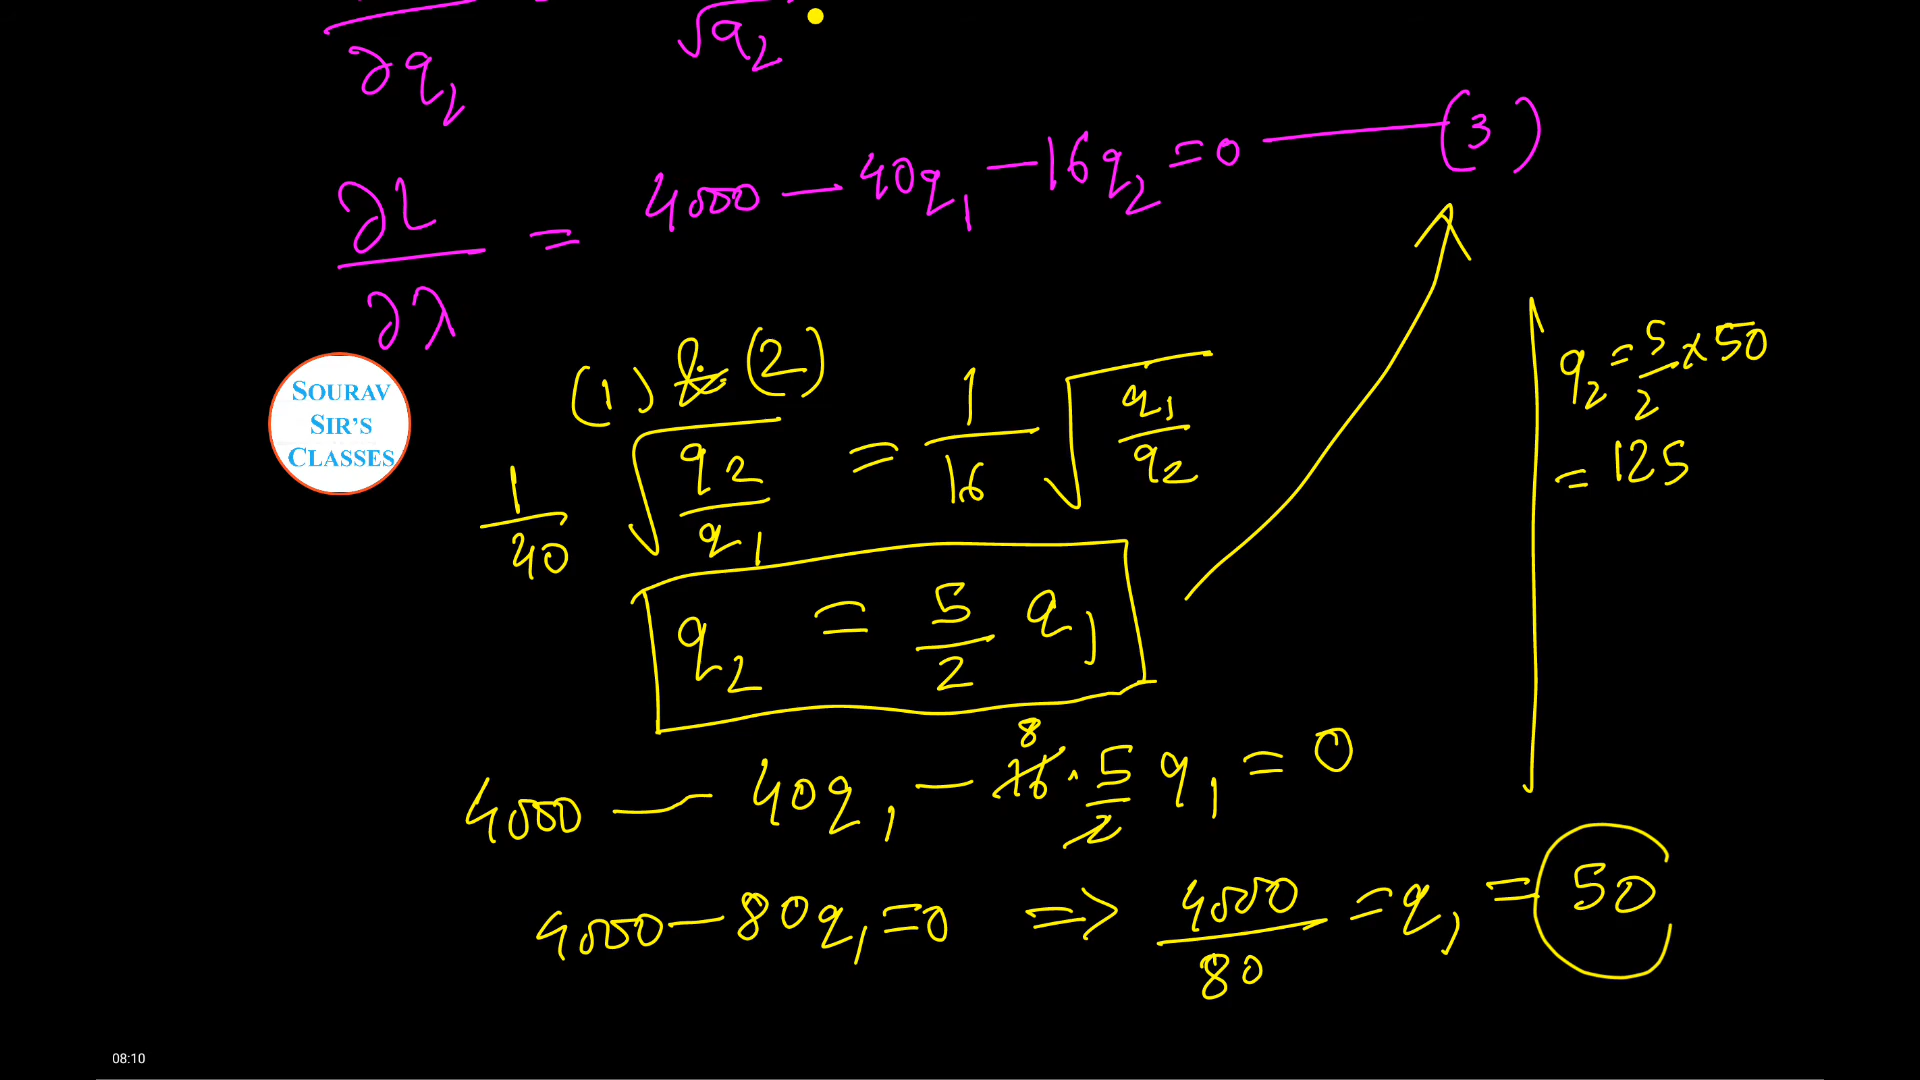 ∂q₂ √q₂
∂L/∂λ = 4000 — 40q₁ — 16q₂ = 0 —— (3)
(1) & (2)
1/40 √(q₂/q₁) = 1/16 √(q₁/q₂)
q₂ = 5/2 q₁
4000 — 40q₁ — 16 8 · 5/2 q₁ = 0
4000 — 80q₁ = 0 => 4000/80 = q₁ = 50
q₂ = 5/2 x 50
= 125
SOURAV
SIR'S
CLASSES
08:10